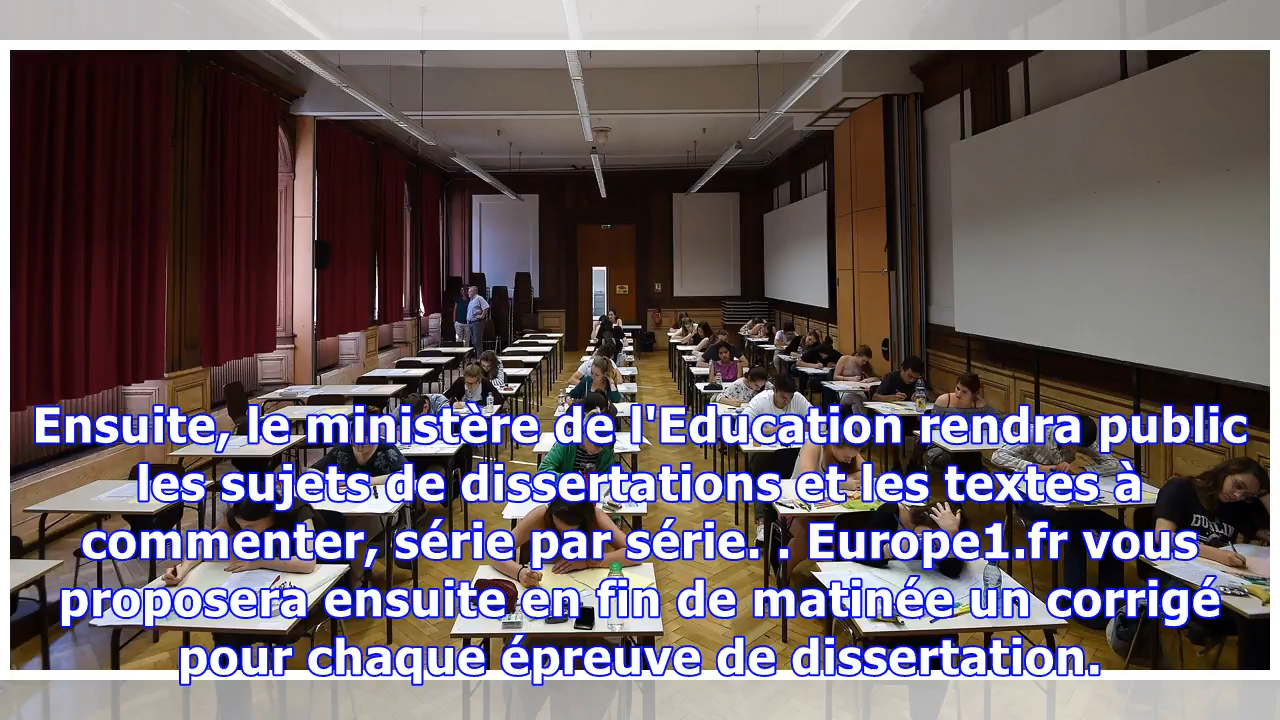 Ensuite, le ministère de l'Education rendra public
les sujets de dissertations et les textes à
commenter, série par série. . Europe1.fr vous
proposera ensuite en fin de matinée un corrigé
pour chaque épreuve de dissertation.